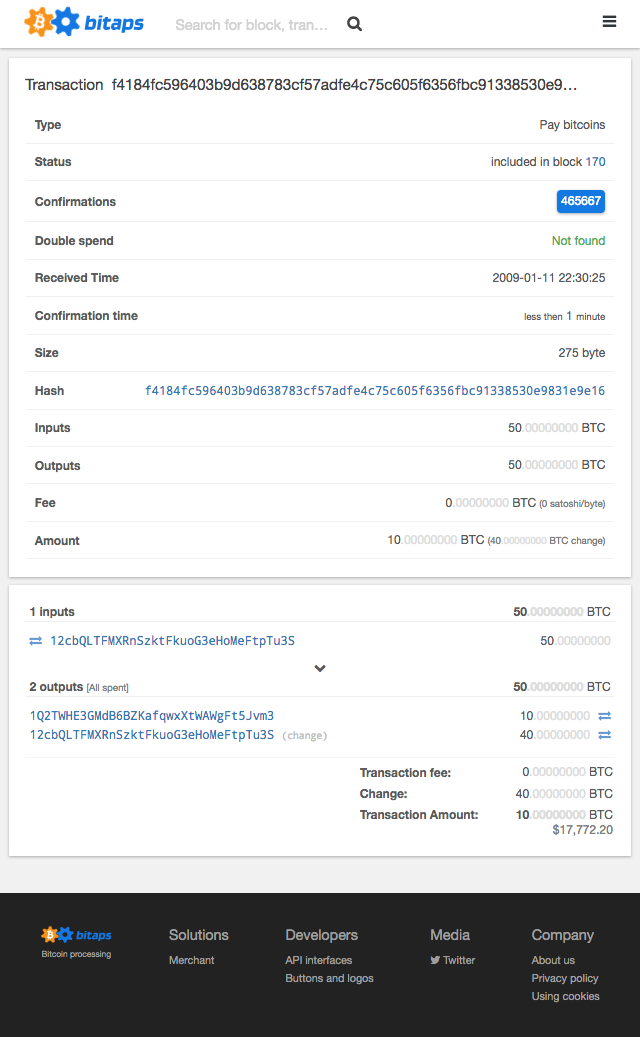 bitaps
Search for block, tran...
Transaction f4184fc596403b9d638783cf57adfe4c75c605f6356fbc91338530e9...
Type Pay bitcoins
Status included in block 170
Confirmations 465667
Double spend Not found
Received Time 2009-01-11 22:30:25
Confirmation time less then 1 minute
Size 275 byte
Hash f4184fc596403b9d638783cf57adfe4c75c605f6356fbc91338530e9831e9e16
Inputs 50.00000000 BTC
Outputs 50.00000000 BTC
Fee 0.00000000 BTC (0 satoshi/byte)
Amount 10.00000000 BTC (40.00000000 BTC change)
1 inputs 50.00000000 BTC
12cbQLTFMXRnSzktFkuoG3eHoMeFtpTu3S 50.00000000
2 outputs [All spent] 50.00000000 BTC
1Q2TWHE3GMdB6BZKafqwxXtWAWgFt5Jvm3 10.00000000
12cbQLTFMXRnSzktFkuoG3eHoMeFtpTu3S (change) 40.00000000
Transaction fee: 0.00000000 BTC
Change: 40.00000000 BTC
Transaction Amount: 10.00000000 BTC
$17,772.20
bitaps
Bitcoin processing
Solutions
Merchant
Developers
API interfaces
Buttons and logos
Media
Twitter
Company
About us
Privacy policy
Using cookies